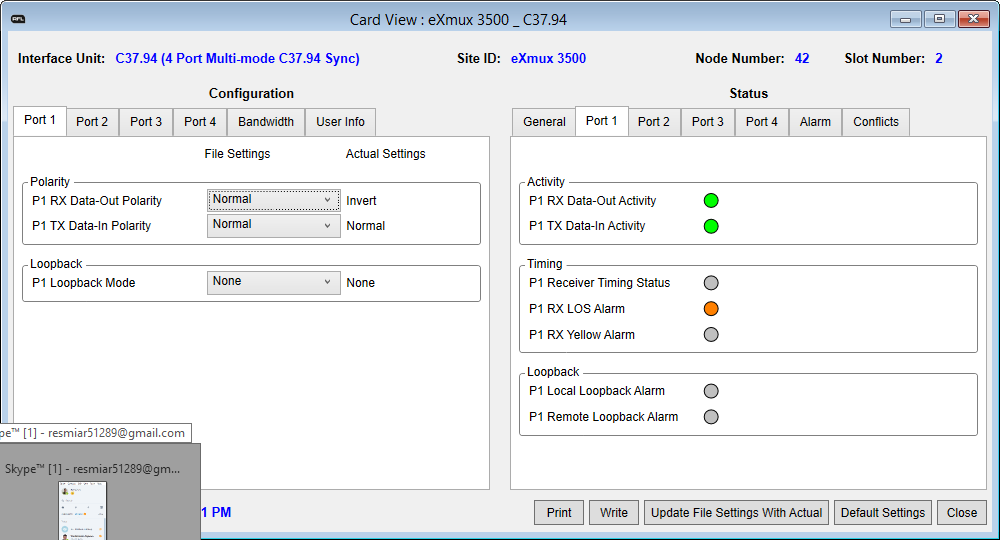 RFL
Card View : eXmux 3500 _ C37.94
Interface Unit: C37.94 (4 Port Multi-mode C37.94 Sync) Site ID: eXmux 3500 Node Number: 42 Slot Number: 2
Configuration Status
Port 1 Port 2 Port 3 Port 4 Bandwidth User Info General Port 1 Port 2 Port 3 Port 4 Alarm Conflicts
File Settings Actual Settings
Polarity Activity
P1 RX Data-Out Polarity Normal Invert P1 RX Data-Out Activity
P1 TX Data-In Polarity Normal Normal P1 TX Data-In Activity
Loopback Timing
P1 Loopback Mode None None P1 Receiver Timing Status
P1 RX LOS Alarm
P1 RX Yellow Alarm
Loopback
P1 Local Loopback Alarm
P1 Remote Loopback Alarm
pe™ [1] - resmiar51289@gmail.com
Skype™ [1] - resmiar51289@gm...
1 PM Print Write Update File Settings With Actual Default Settings Close